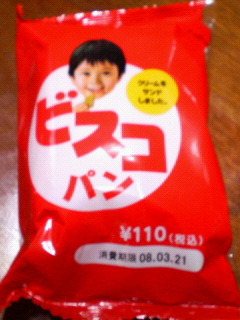 クリームを
サンド
しました。
ビスコ
パン
¥110(税込)
消費期限 08.03.21